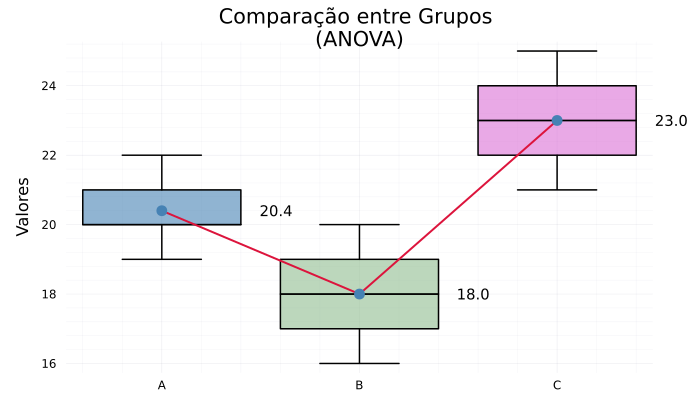 Comparação entre Grupos
(ANOVA)
Valores
24
22
20
18
16
20.4
18.0
23.0
A
B
C